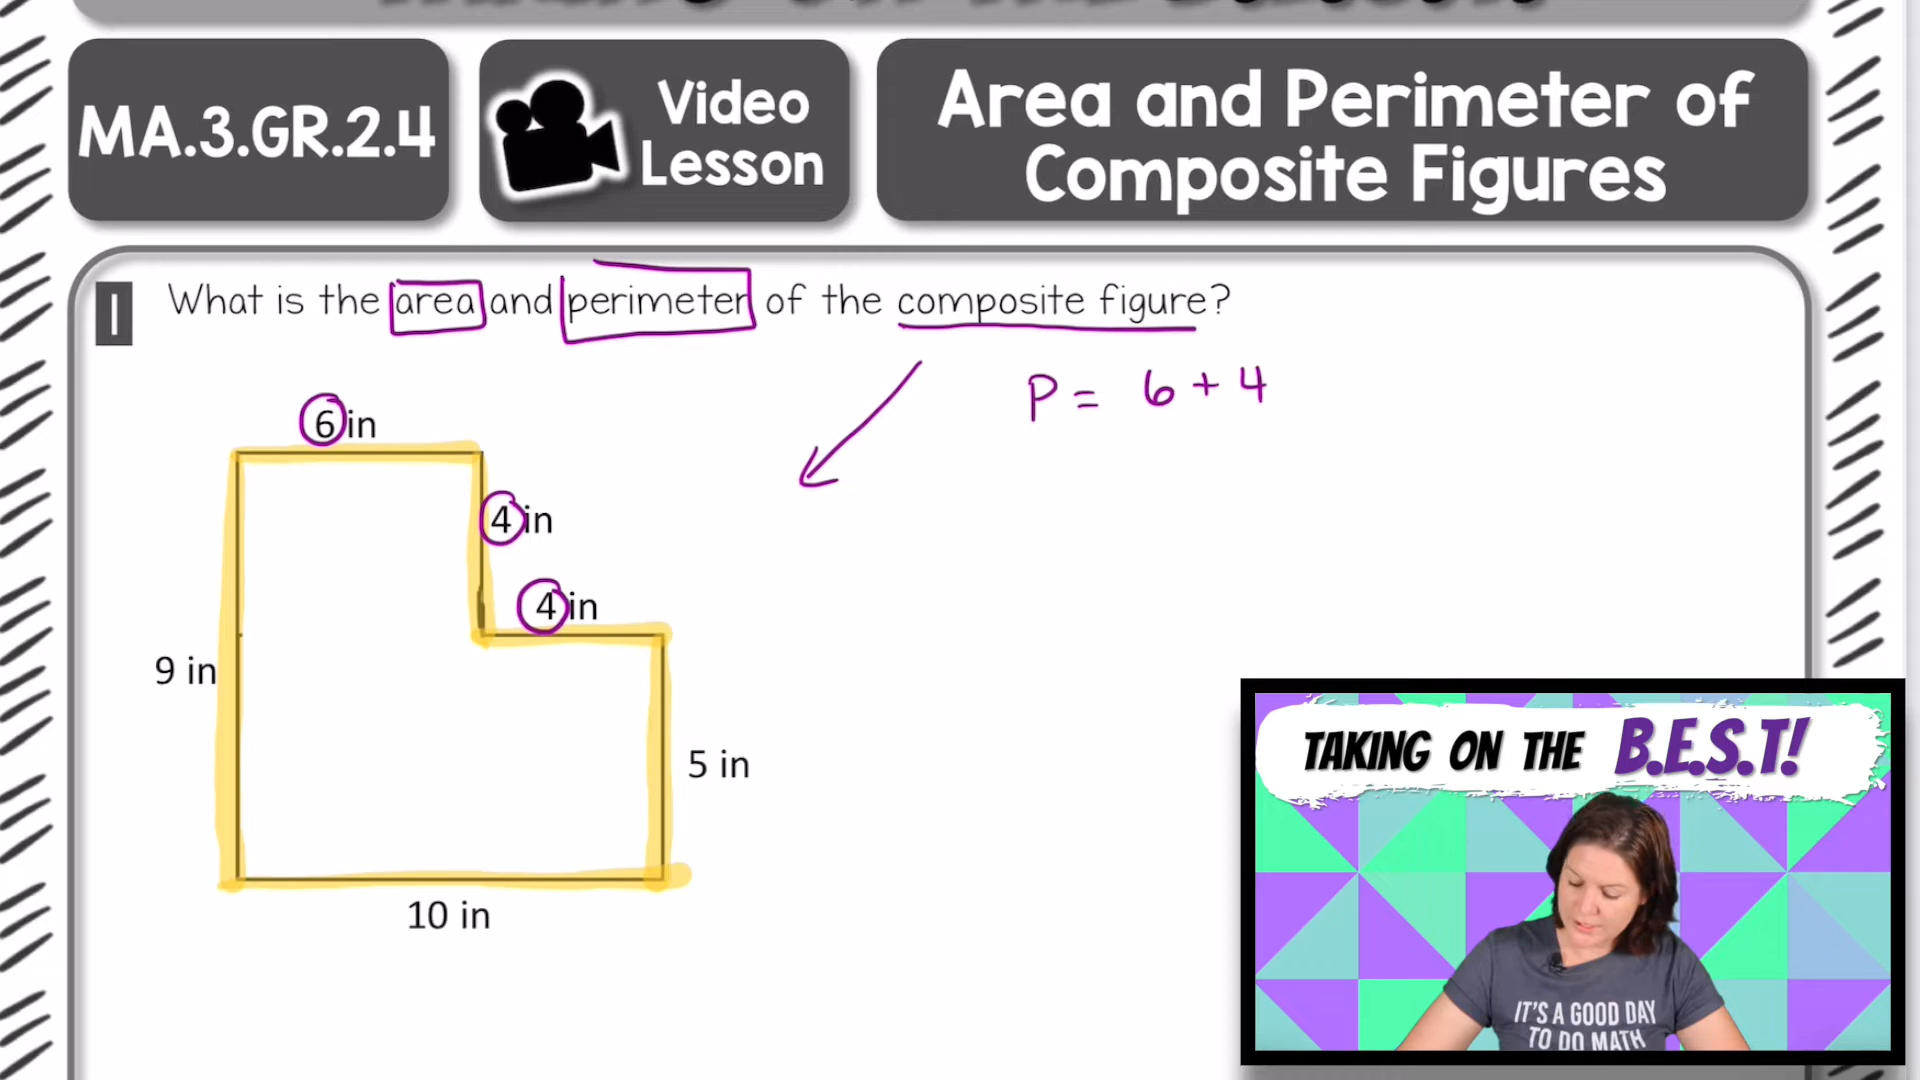 MA.3.GR.2.4
Video
Lesson
Area and Perimeter of
Composite Figures
1 What is the area and perimeter of the composite figure?
P = 6 + 4
6 in
4 in
4 in
9 in
5 in
10 in
TAKING ON THE B.E.S.T!
IT'S A GOOD DAY
TO DO MATH